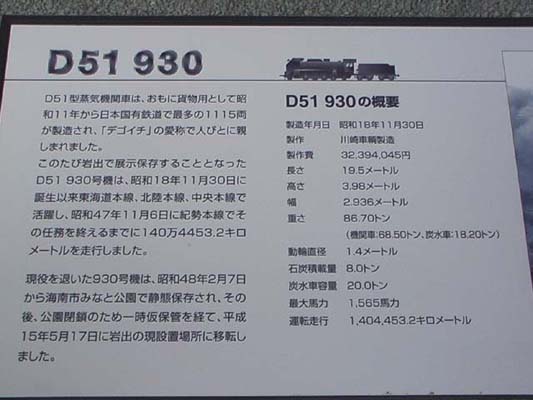 D51 930
D51型蒸気機関車は、おもに貨物用として昭
和11年から日本国有鉄道で最多の1115両
が製造され、「デゴイチ」の愛称で人びとに親
しまれました。
このたび岩出で展示保存することとなった
D51 930号機は、昭和18年11月30日に
誕生以来東海道本線、北陸本線、中央本線で
活躍し、昭和47年11月6日に紀勢本線でそ
の任務を終えるまでに140万4453.2キロ
メートルを走行しました。
現役を退いた930号機は、昭和48年2月7日
から海南市みなと公園で静態保存され、その
後、公園閉鎖のため一時仮保管を経て、平成
15年5月17日に岩出の現設置場所に移転し
ました。
D51 930の概要
製造年月日 昭和18年11月30日
製作 川崎車輌製造
製作費 32,394,045円
長さ 19.5メートル
高さ 3.98メートル
幅 2.936メートル
重さ 86.70トン
(機関車:68.50トン、炭水車:18.20トン)
動輪直径 1.4メートル
石炭積載量 8.0トン
炭水車容量 20.0トン
最大馬力 1,565馬力
運転走行 1,404,453.2キロメートル